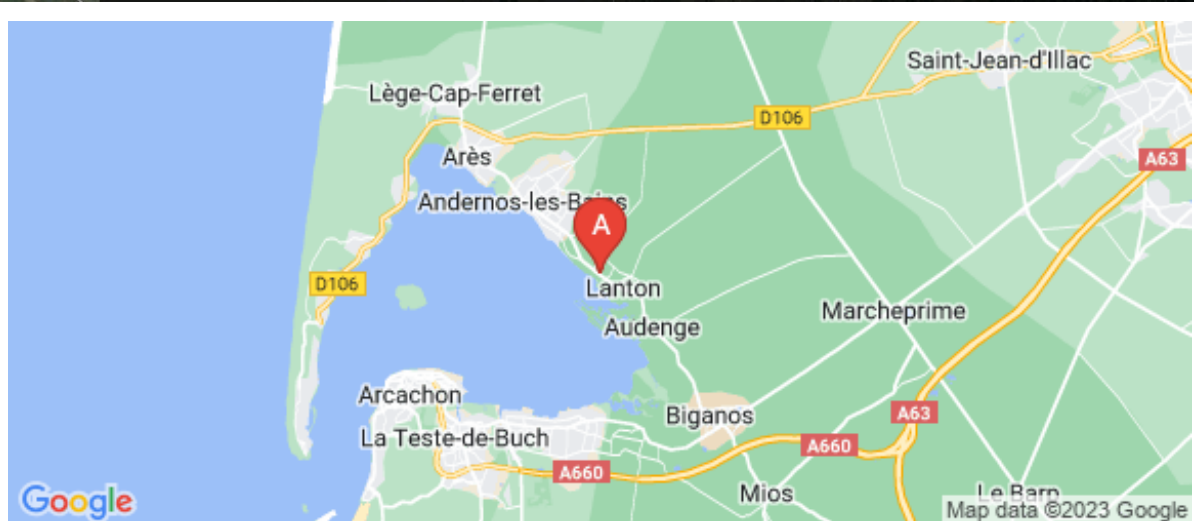 Saint-Jean-d'Illac
Lège-Cap-Ferret
D106
Arès
A63
Andernos-les-Bains
A
D106
Lanton
Marcheprime
Audenge
Arcachon
Biganos
A63
La Teste-de-Buch
A660
A660
Mios
Le Barp
Google
Map data ©2023 Google